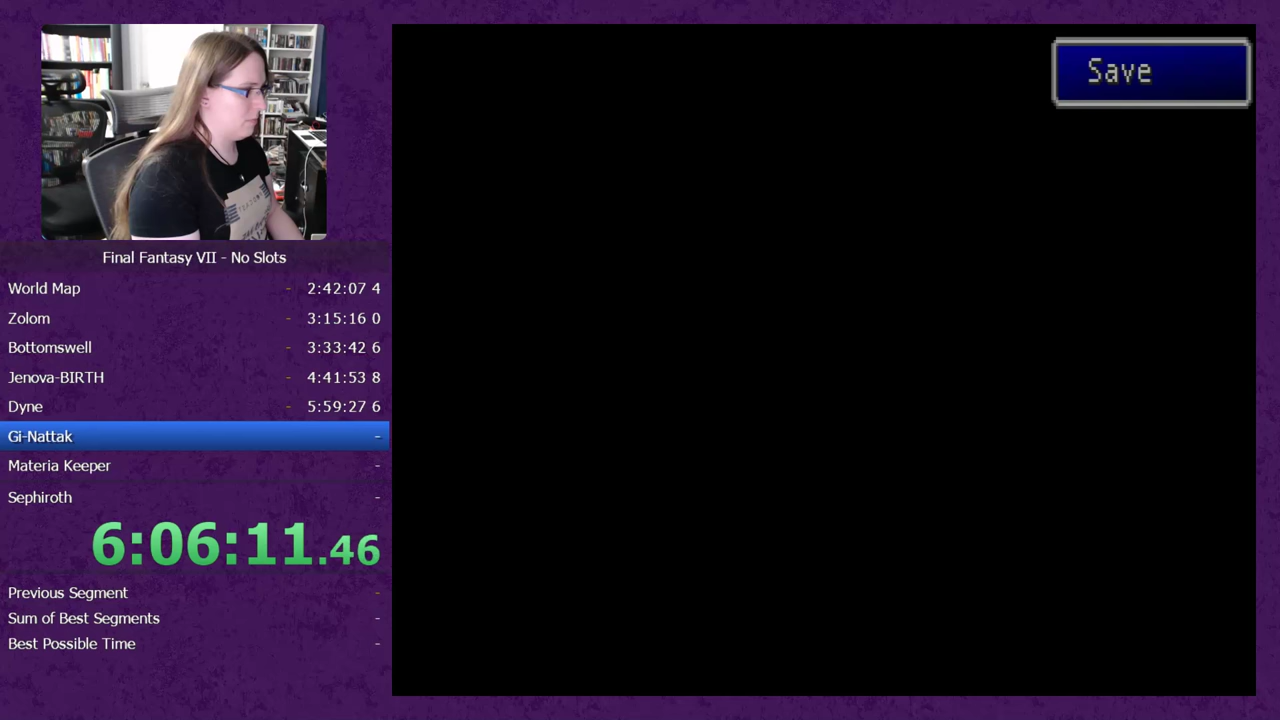 Save
Final Fantasy VII - No Slots
World Map - 2:42:07 4
Zolom - 3:15:16 0
Bottomswell - 3:33:42 6
Jenova-BIRTH - 4:41:53 8
Dyne - 5:59:27 6
Gi-Nattak -
Materia Keeper -
Sephiroth -
6:06:11.46
Previous Segment -
Sum of Best Segments -
Best Possible Time -